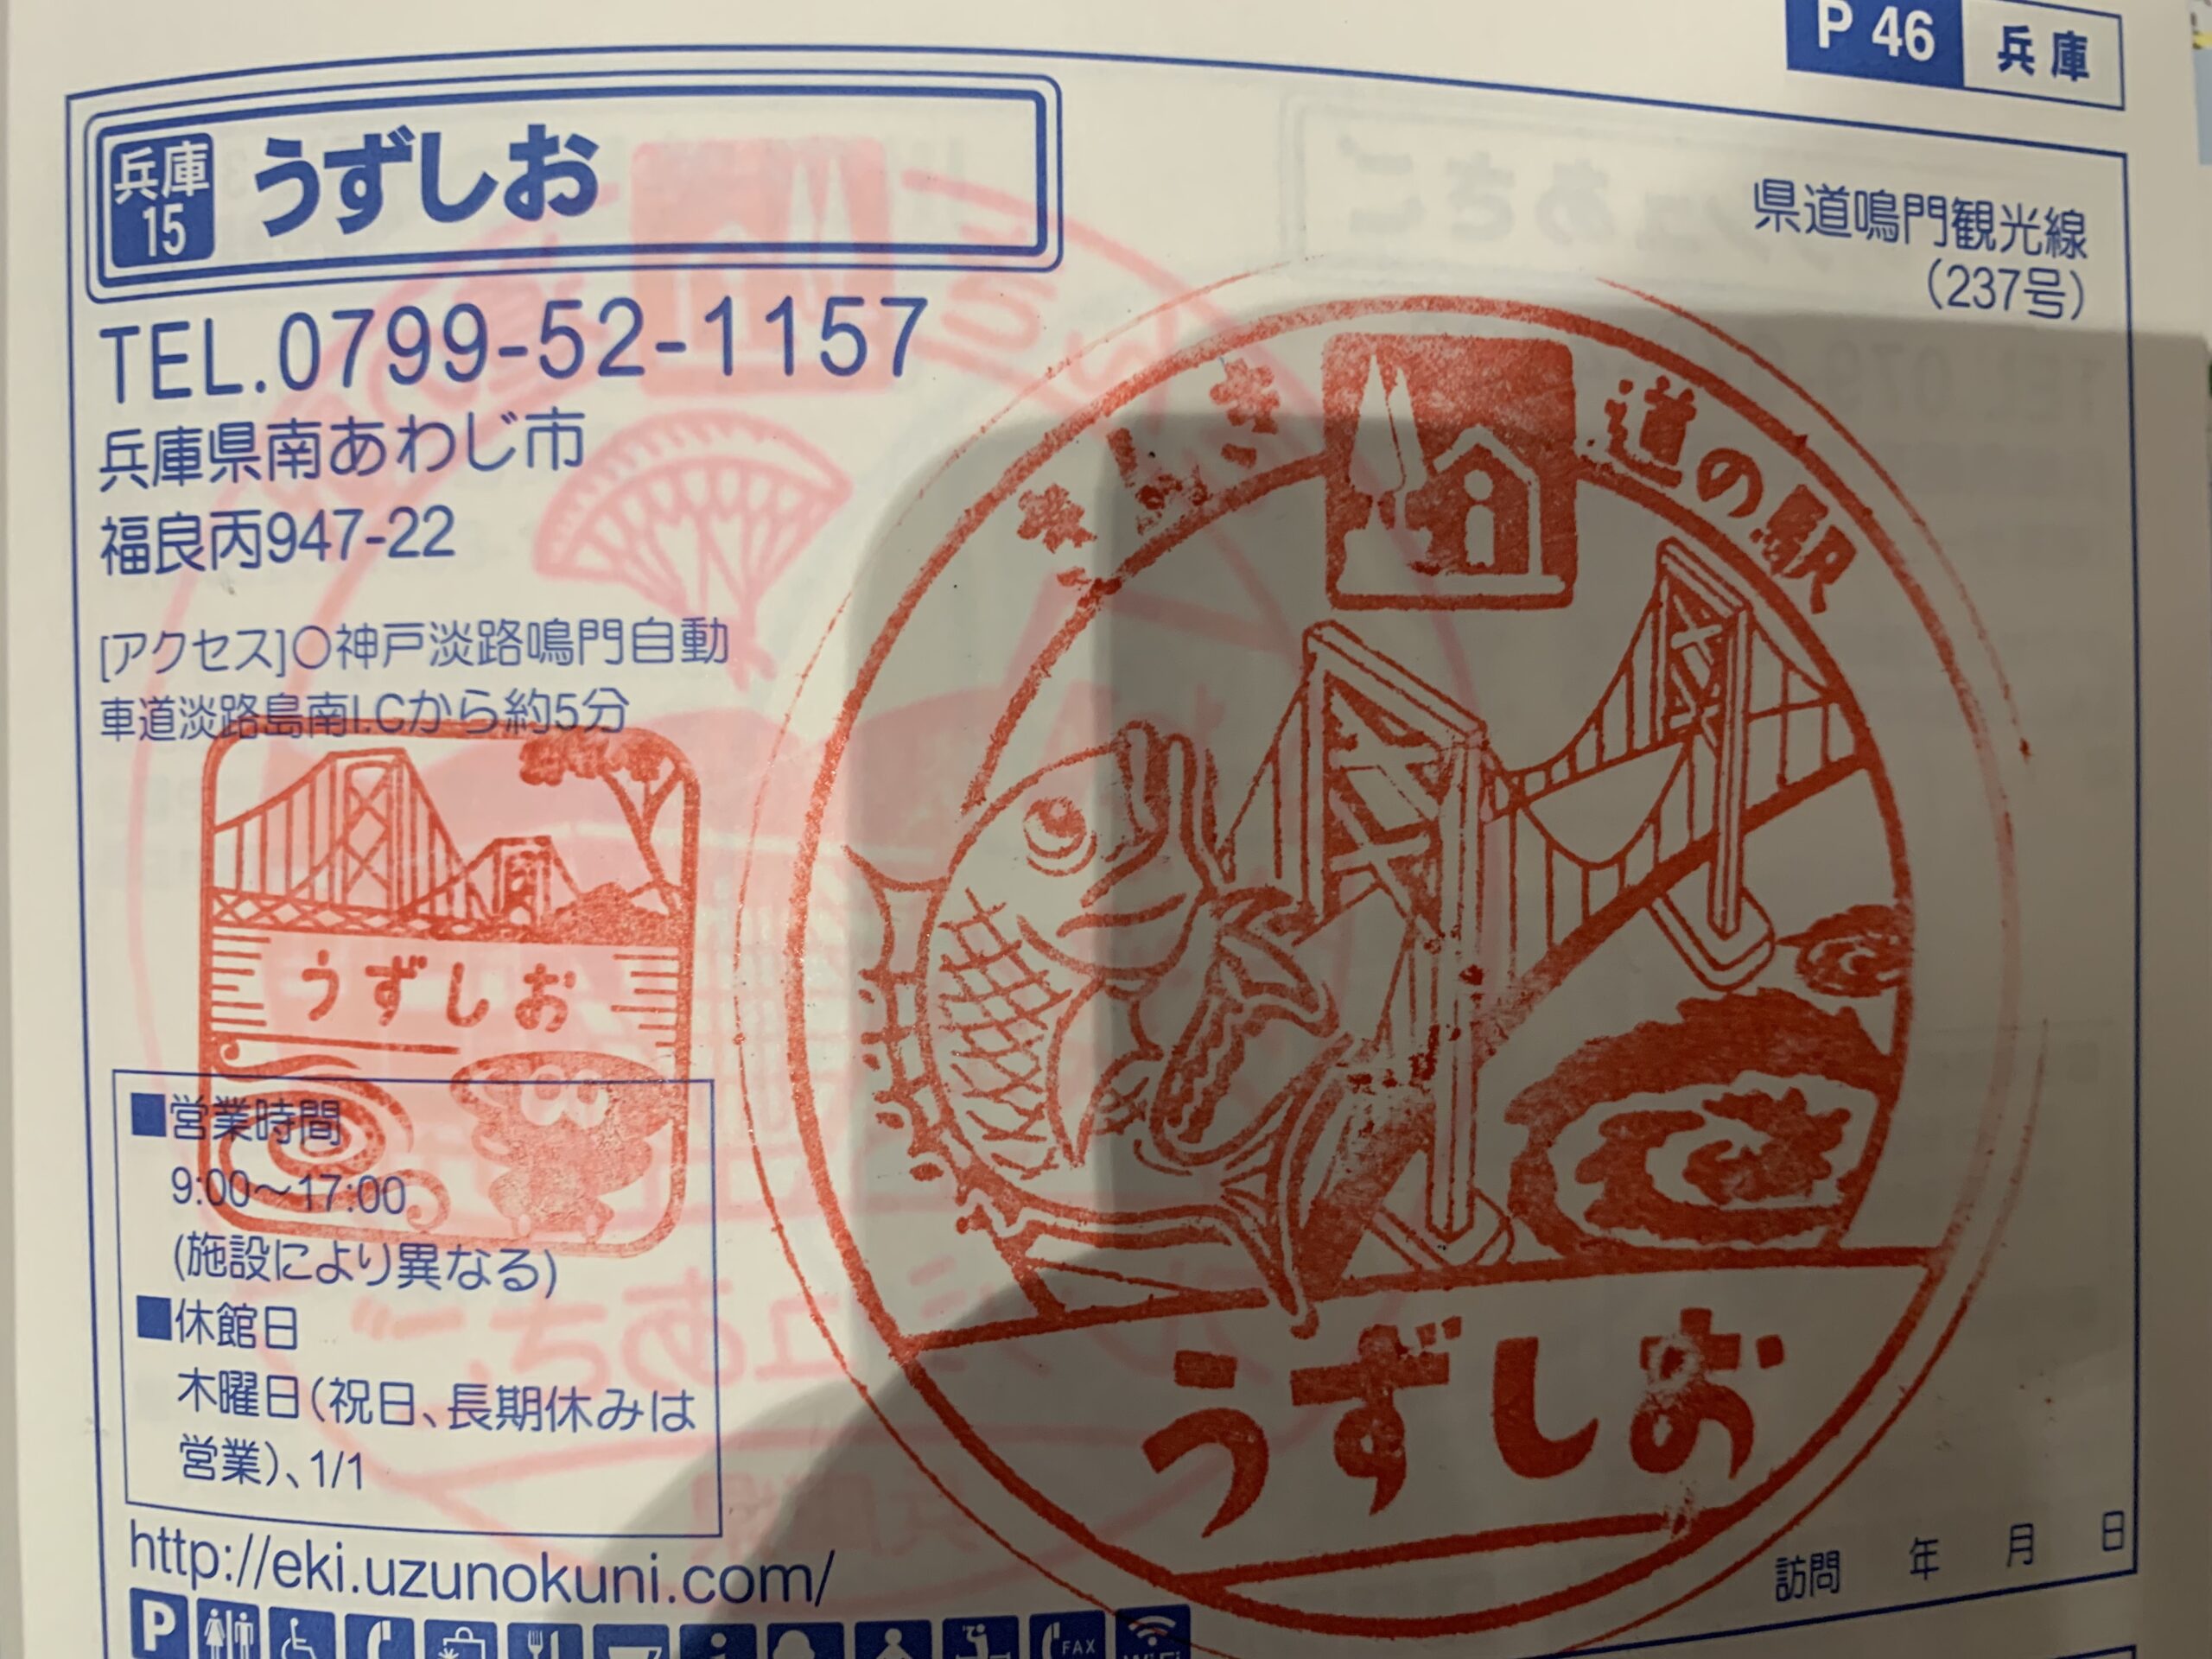 P 46 兵庫
兵庫
15
うずしお
県道鳴門観光線
(237号)
TEL.0799-52-1157
兵庫県南あわじ市
福良丙947-22
[アクセス]○神戸淡路鳴門自動
車道淡路島南I.Cから約5分
うずしお
■営業時間
9:00〜17:00
(施設により異なる)
■休館日
木曜日(祝日、長期休みは
営業)、1/1
http://eki.uzunokuni.com/
P
FAX
道の駅
うずしお
訪問 年 月 日